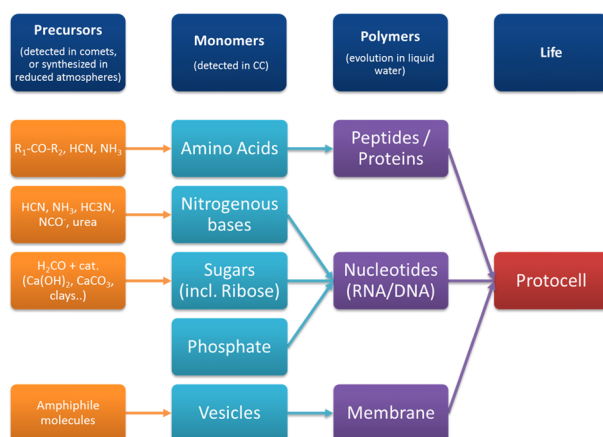 Precursors
(detected in comets,
or synthesized in
reduced atmospheres)
Monomers
(detected in CC)
Polymers
(evolution in liquid
water)
Life
R₁-CO-R₂, HCN, NH₃
Amino Acids
Peptides /
Proteins
HCN, NH₃, HC3N,
NCO⁻, urea
Nitrogenous
bases
H₂CO + cat.
(Ca(OH)₂, CaCO₃,
clays..)
Sugars
(incl. Ribose)
Nucleotides
(RNA/DNA)
Protocell
Phosphate
Amphiphile
molecules
Vesicles
Membrane